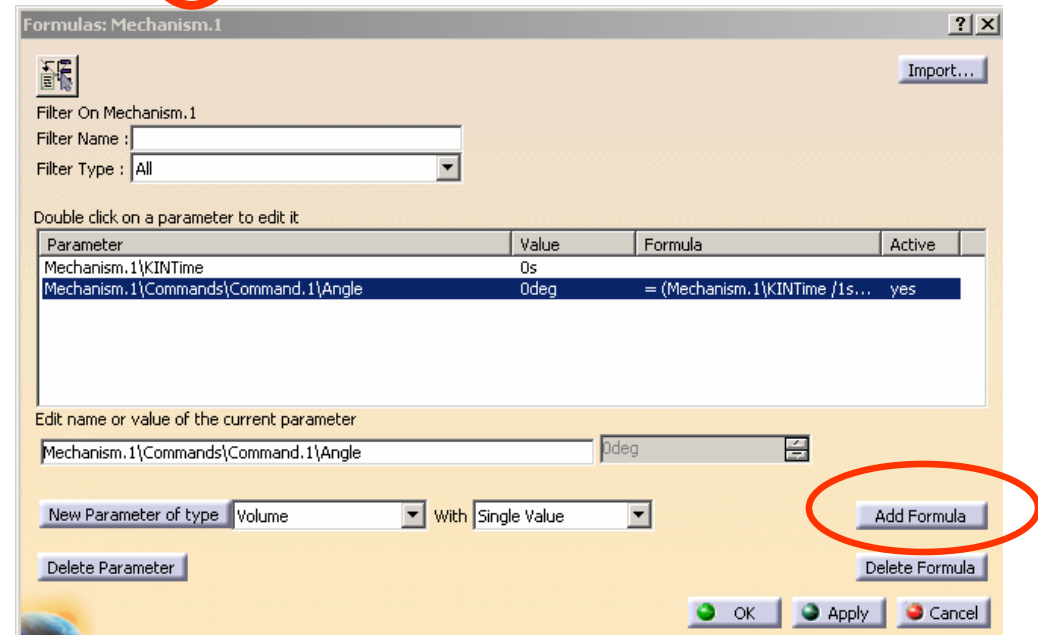 Formulas: Mechanism.1 ? X
Import...
Filter On Mechanism.1
Filter Name :
Filter Type : All
Double click on a parameter to edit it
Parameter Value Formula Active
Mechanism.1\KINTime 0s
Mechanism.1\Commands\Command.1\Angle 0deg = (Mechanism.1\KINTime /1s... yes
Edit name or value of the current parameter
Mechanism.1\Commands\Command.1\Angle 0deg
New Parameter of type Volume With Single Value Add Formula
Delete Parameter Delete Formula
OK Apply Cancel